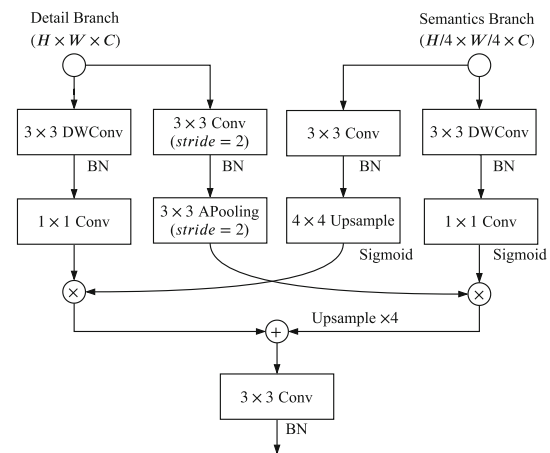 Detail Branch
(H × W × C)
Semantics Branch
(H/4 × W/4 × C)
3 × 3 DWConv
3 × 3 Conv
(stride = 2)
3 × 3 Conv
3 × 3 DWConv
BN
BN
BN
BN
1 × 1 Conv
3 × 3 APooling
(stride = 2)
4 × 4 Upsample
1 × 1 Conv
Sigmoid
Sigmoid
×
×
+
Upsample ×4
3 × 3 Conv
BN